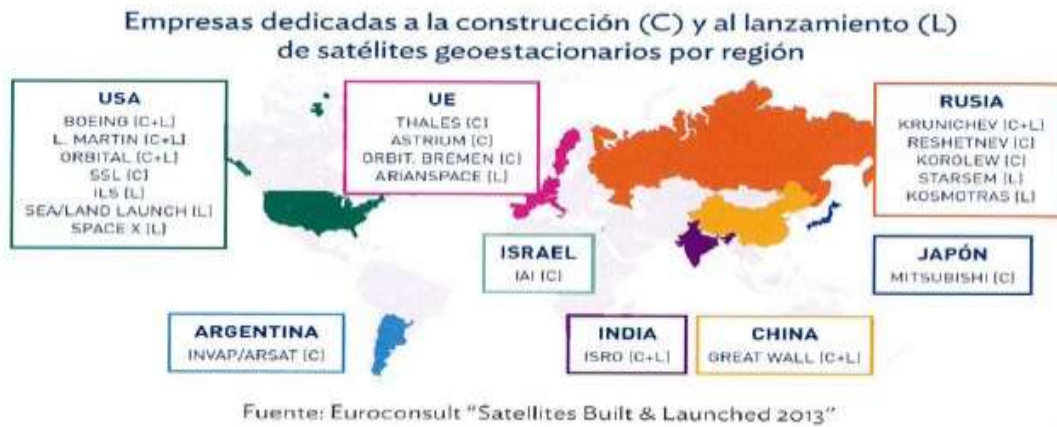 Empresas dedicadas a la construcción (C) y al lanzamiento (L)
de satélites geoestacionarios por región
USA
BOEING (C+L)
L. MARTIN (C+L)
ORBITAL (C+L)
SSL (C)
ILS (L)
SEA/LAND LAUNCH (L)
SPACE X (L)
UE
THALES (C)
ASTRIUM (C)
ORBIT. BREMEN (C)
ARIANSPACE (L)
RUSIA
KRUNICHEV (C+L)
RESHETNEV (C)
KOROLEW (C)
STARSEM (L)
KOSMOTRAS (L)
ISRAEL
IAI (C)
JAPÓN
MITSUBISHI (C)
ARGENTINA
INVAP/ARSAT (C)
INDIA
ISRO (C+L)
CHINA
GREAT WALL (C+L)
Fuente: Euroconsult "Satellites Built & Launched 2013"